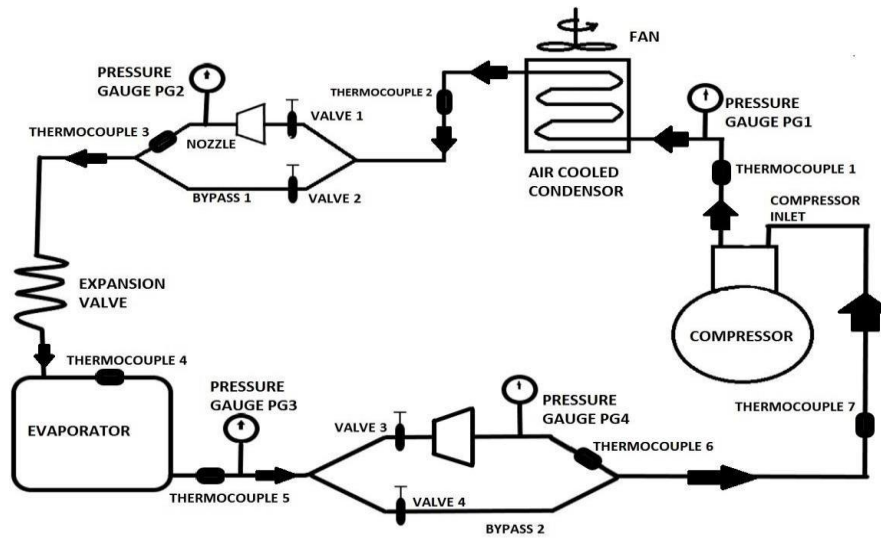 FAN
PRESSURE
GAUGE PG2
THERMOCOUPLE 2
PRESSURE
GAUGE PG1
VALVE 1
THERMOCOUPLE 3
NOZZLE
AIR COOLED
CONDENSOR
THERMOCOUPLE 1
BYPASS 1
VALVE 2
COMPRESSOR
INLET
EXPANSION
VALVE
COMPRESSOR
THERMOCOUPLE 4
PRESSURE
GAUGE PG3
PRESSURE
GAUGE PG4
THERMOCOUPLE 7
EVAPORATOR
VALVE 3
THERMOCOUPLE 6
THERMOCOUPLE 5
VALVE 4
BYPASS 2